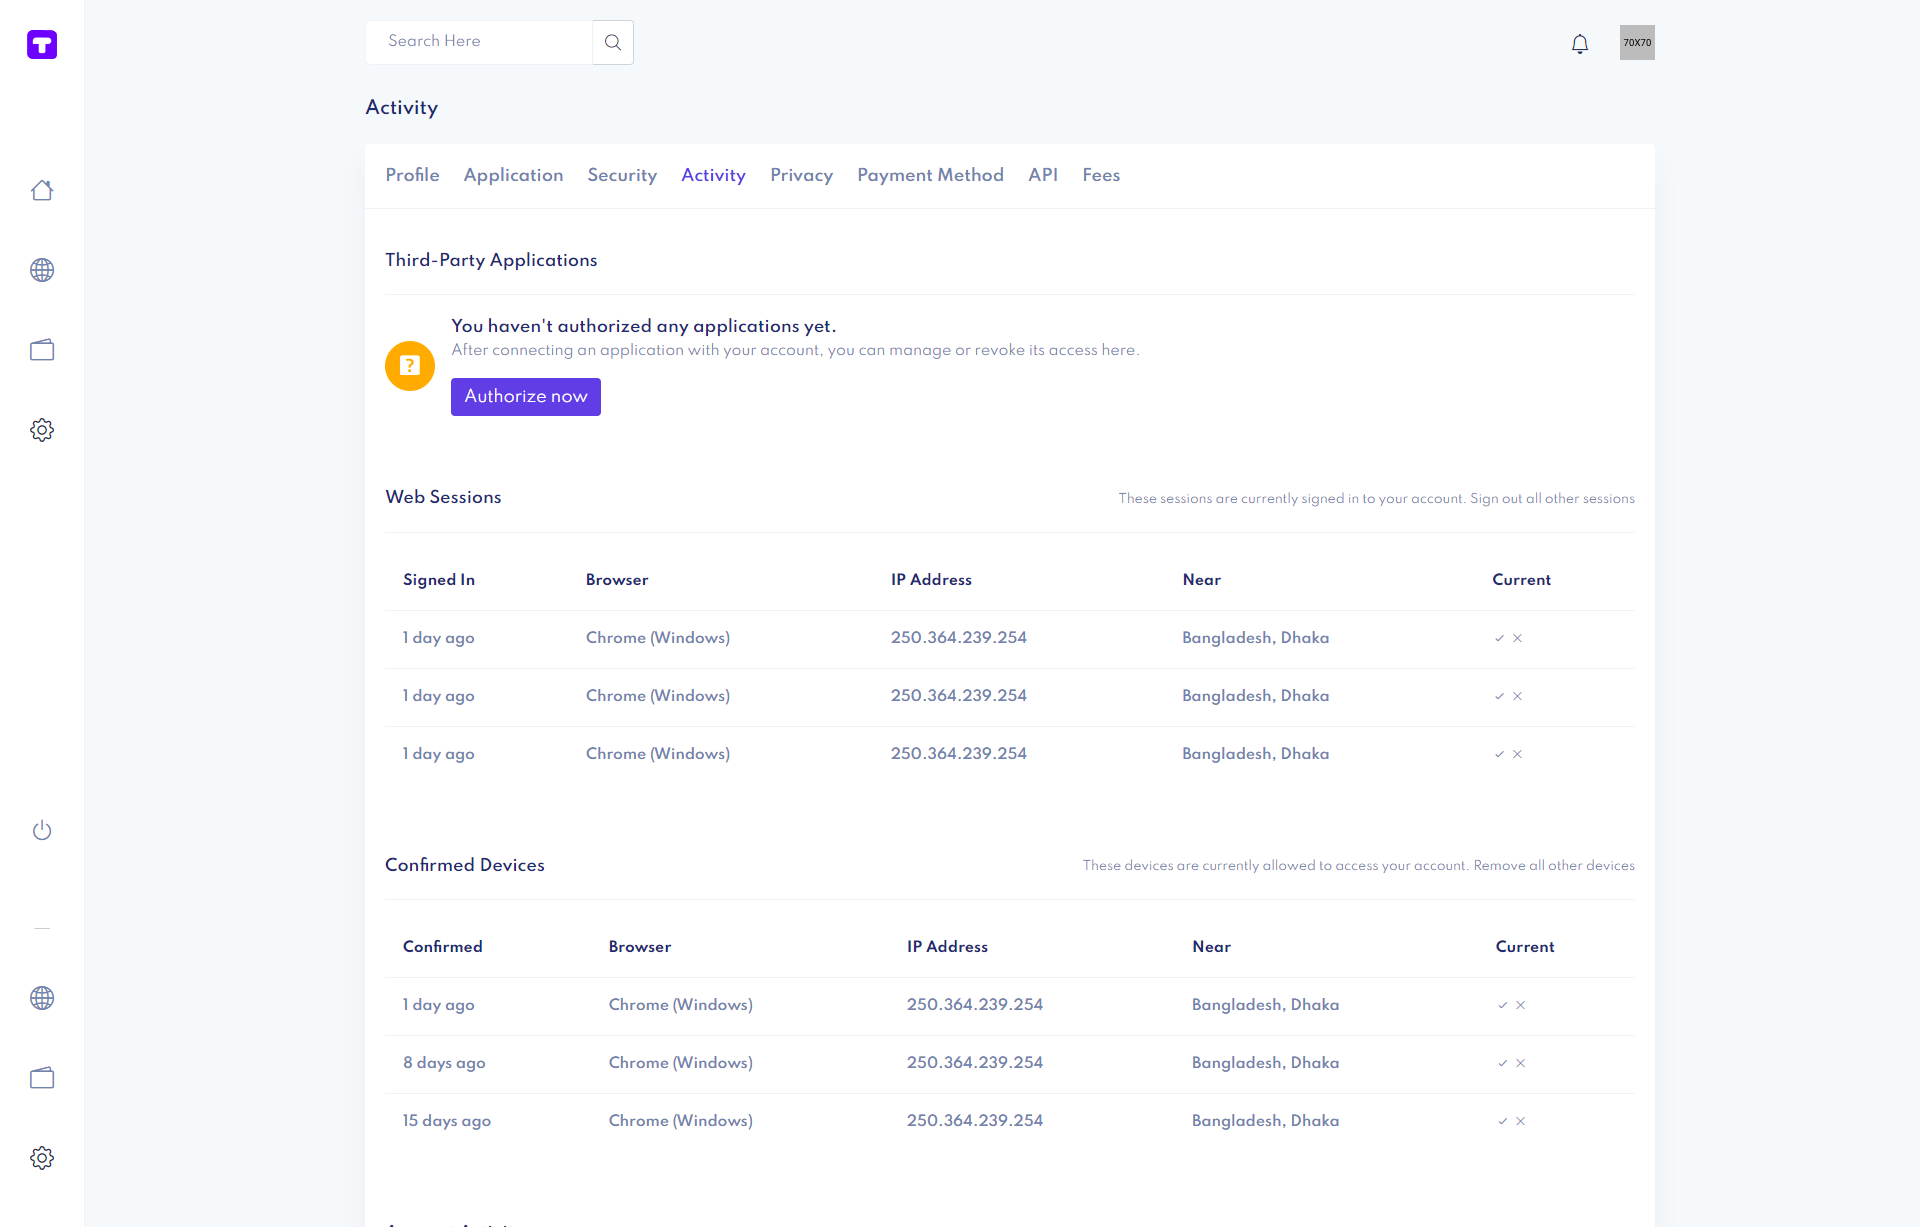 Search Here
70X70
Activity
Profile Application Security Activity Privacy Payment Method API Fees
Third-Party Applications
You haven't authorized any applications yet.
After connecting an application with your account, you can manage or revoke its access here.
?
Authorize now
Web Sessions These sessions are currently signed in to your account. Sign out all other sessions
Signed In Browser IP Address Near Current
1 day ago Chrome (Windows) 250.364.239.254 Bangladesh, Dhaka
1 day ago Chrome (Windows) 250.364.239.254 Bangladesh, Dhaka
1 day ago Chrome (Windows) 250.364.239.254 Bangladesh, Dhaka
Confirmed Devices These devices are currently allowed to access your account. Remove all other devices
Confirmed Browser IP Address Near Current
1 day ago Chrome (Windows) 250.364.239.254 Bangladesh, Dhaka
8 days ago Chrome (Windows) 250.364.239.254 Bangladesh, Dhaka
15 days ago Chrome (Windows) 250.364.239.254 Bangladesh, Dhaka